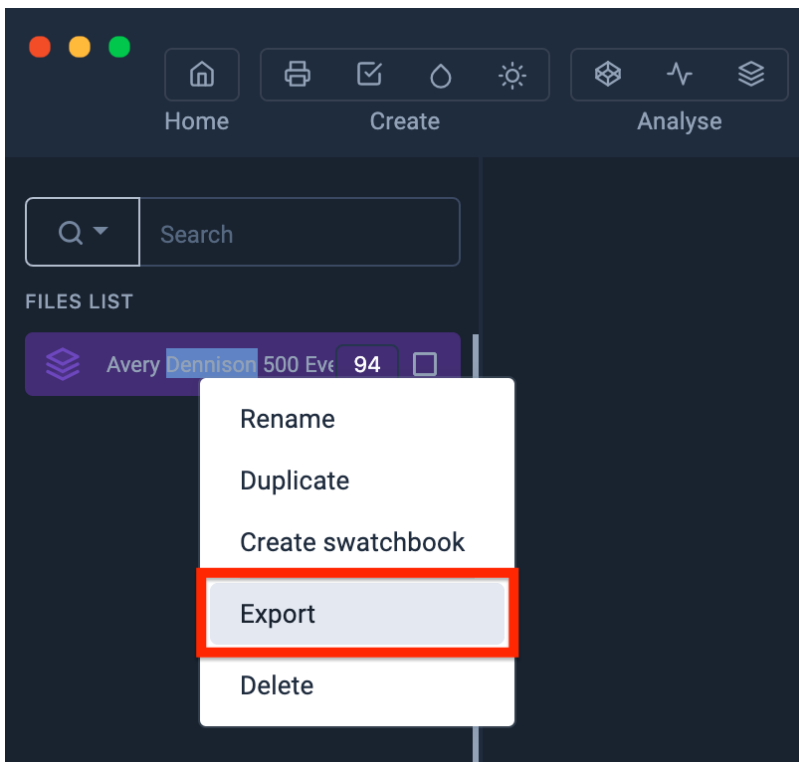 Home
Create
Analyse
Search
FILES LIST
Avery Dennison 500 Eve 94
Rename
Duplicate
Create swatchbook
Export
Delete